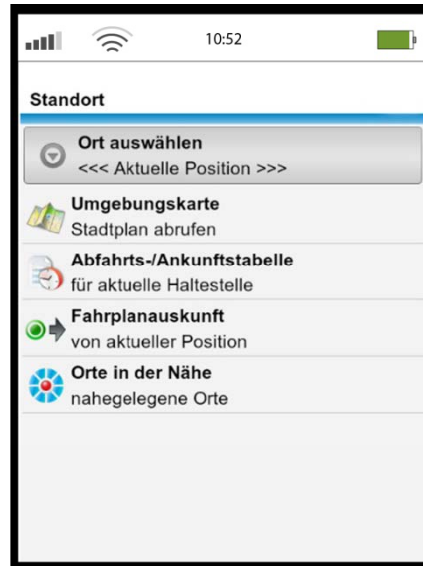 10:52
Standort
Ort auswählen
<<< Aktuelle Position >>>
Umgebungskarte
Stadtplan abrufen
Abfahrts-/Ankunftstabelle
für aktuelle Haltestelle
Fahrplanauskunft
von aktueller Position
Orte in der Nähe
nahegelegene Orte